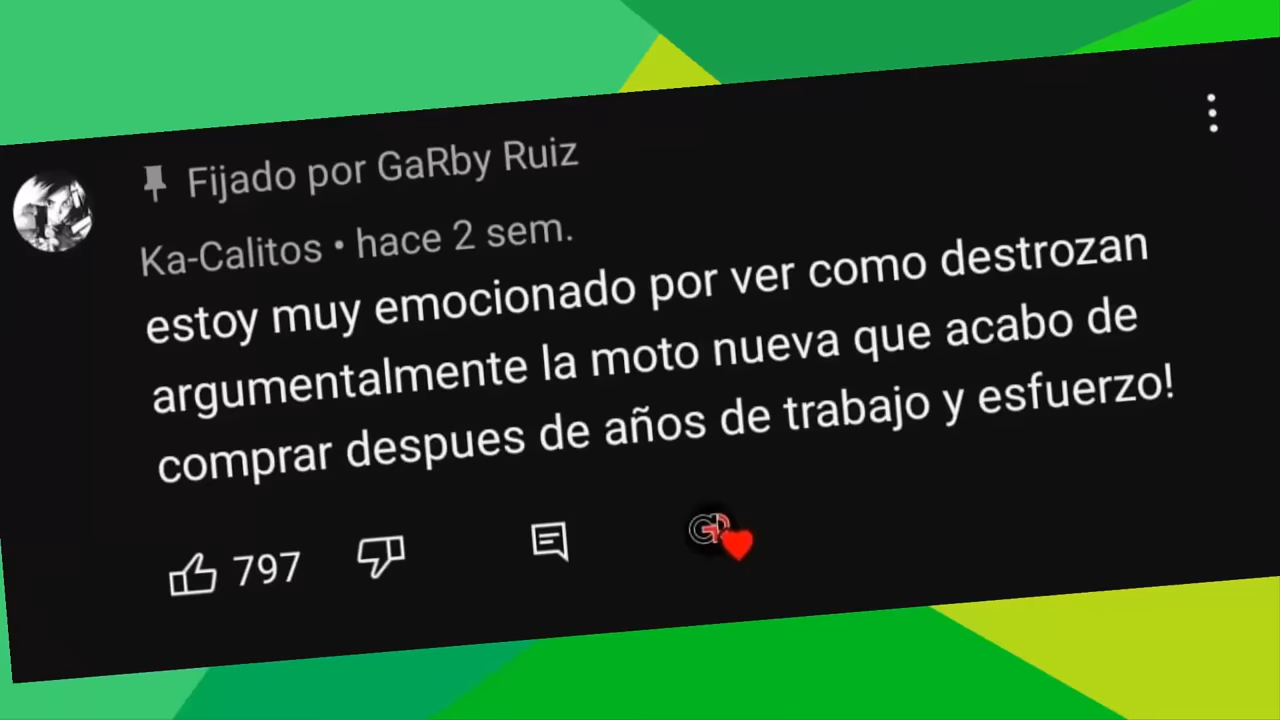 Fijado por GaRby Ruiz
Ka-Calitos • hace 2 sem.
estoy muy emocionado por ver como destrozan
argumentalmente la moto nueva que acabo de
comprar despues de años de trabajo y esfuerzo!
797
GR